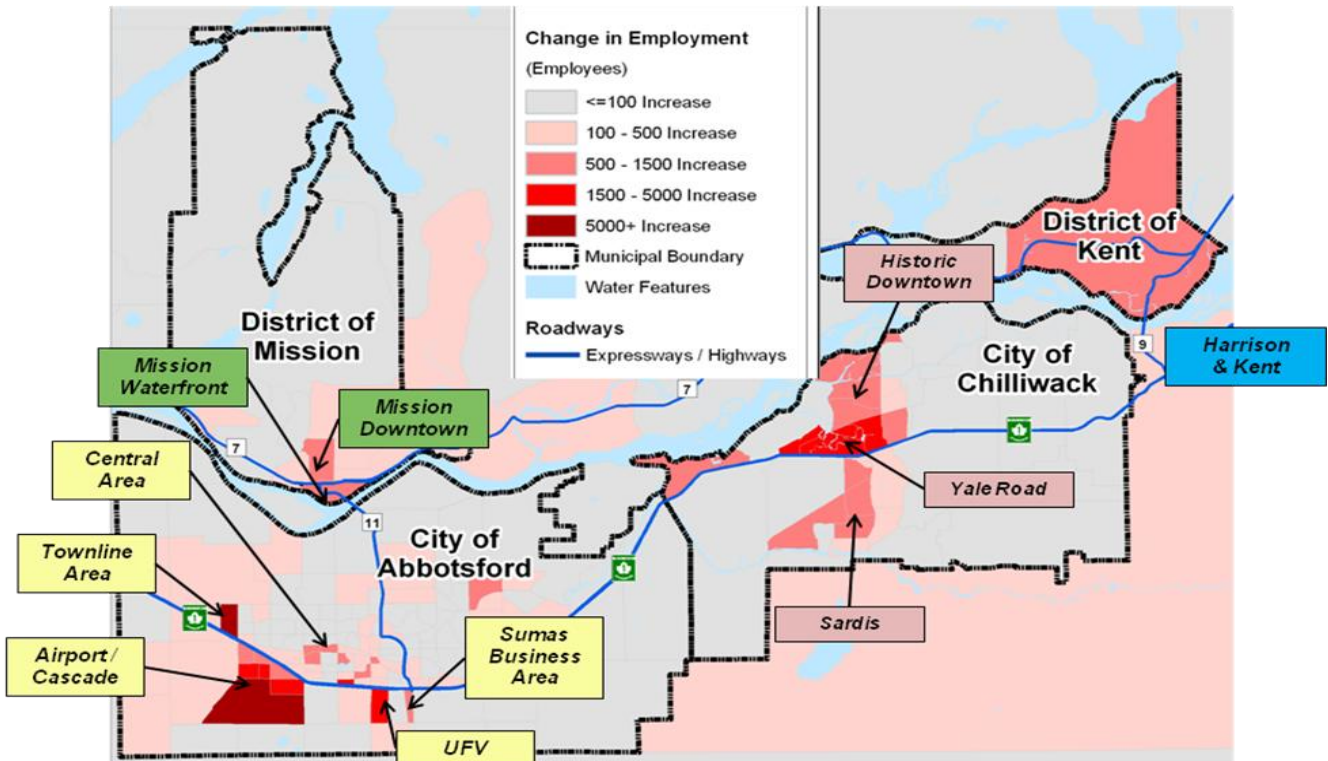 Change in Employment
(Employees)
<=100 Increase
100 - 500 Increase
500 - 1500 Increase
1500 - 5000 Increase
5000+ Increase
Municipal Boundary
Water Features
Roadways
Expressways / Highways
District of
Mission
Mission
Waterfront
Mission
Downtown
7
7
Central
Area
11
City of
Abbotsford
Townline
Area
1
1
Airport /
Cascade
Sumas
Business
Area
UFV
Historic
Downtown
District of
Kent
9
Harrison
& Kent
City of
Chilliwack
1
Yale Road
Sardis